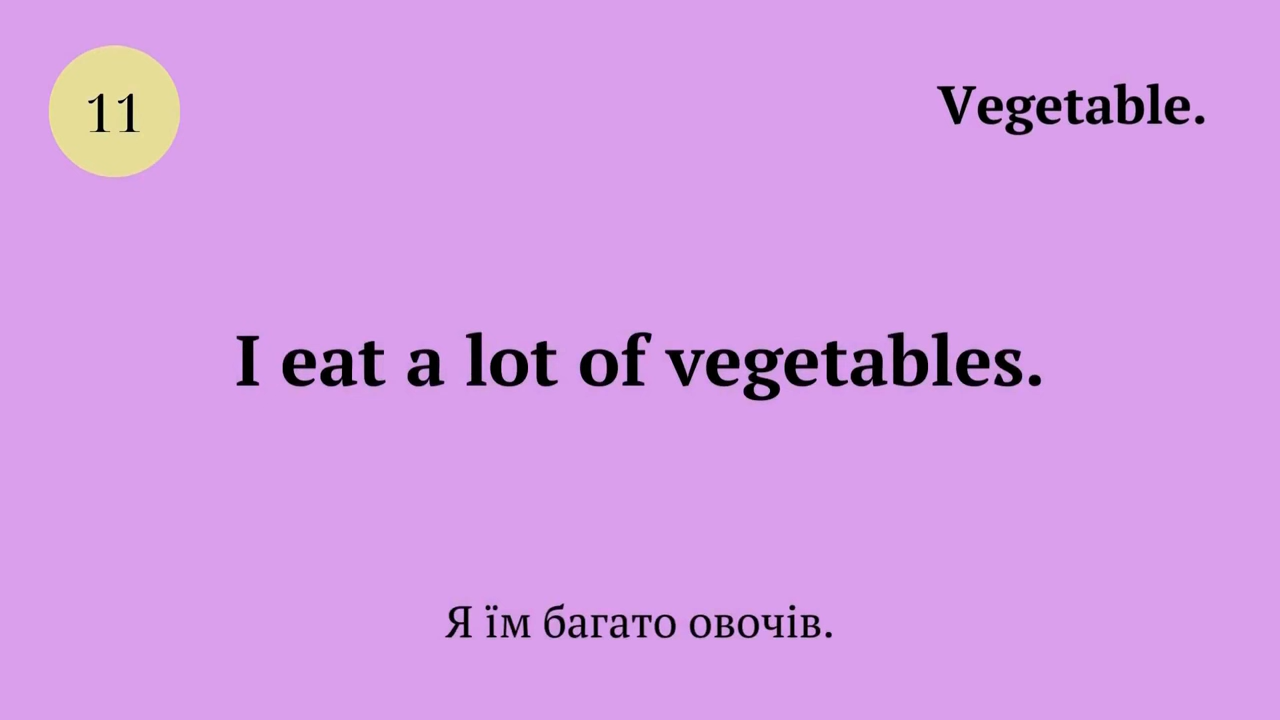 11
Vegetable.
I eat a lot of vegetables.
Я їм багато овочів.